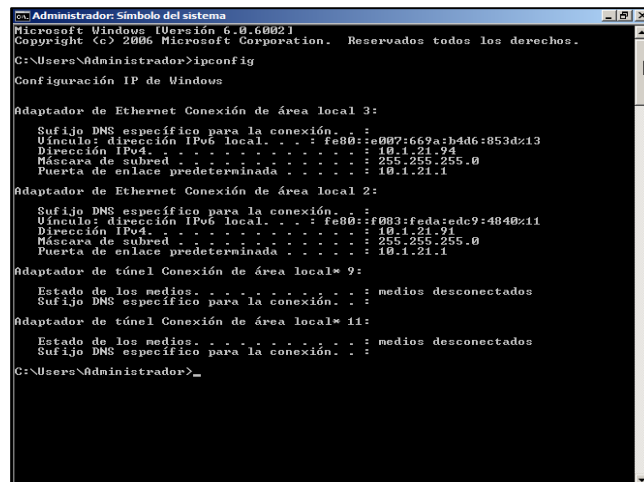 Administrador: Símbolo del sistema
Microsoft Windows [Versión 6.0.6002]
Copyright (c) 2006 Microsoft Corporation.  Reservados todos los derechos.
C:\Users\Administrador>ipconfig
Configuración IP de Windows
Adaptador de Ethernet Conexión de área local 3:
Sufijo DNS específico para la conexión. . :
Vínculo: dirección IPv6 local. . . : fe80::e007:669a:b4d6:853d%13
Dirección IPv4. . . . . . . . . . . . . . : 10.1.21.94
Máscara de subred . . . . . . . . . . . . : 255.255.255.0
Puerta de enlace predeterminada . . . . . : 10.1.21.1
Adaptador de Ethernet Conexión de área local 2:
Sufijo DNS específico para la conexión. . :
Vínculo: dirección IPv6 local. . . : fe80::f083:feda:edc9:4840%11
Dirección IPv4. . . . . . . . . . . . . . : 10.1.21.91
Máscara de subred . . . . . . . . . . . . : 255.255.255.0
Puerta de enlace predeterminada . . . . . : 10.1.21.1
Adaptador de túnel Conexión de área local* 9:
Estado de los medios. . . . . . . . . . . : medios desconectados
Sufijo DNS específico para la conexión. . :
Adaptador de túnel Conexión de área local* 11:
Estado de los medios. . . . . . . . . . . : medios desconectados
Sufijo DNS específico para la conexión. . :
C:\Users\Administrador>_